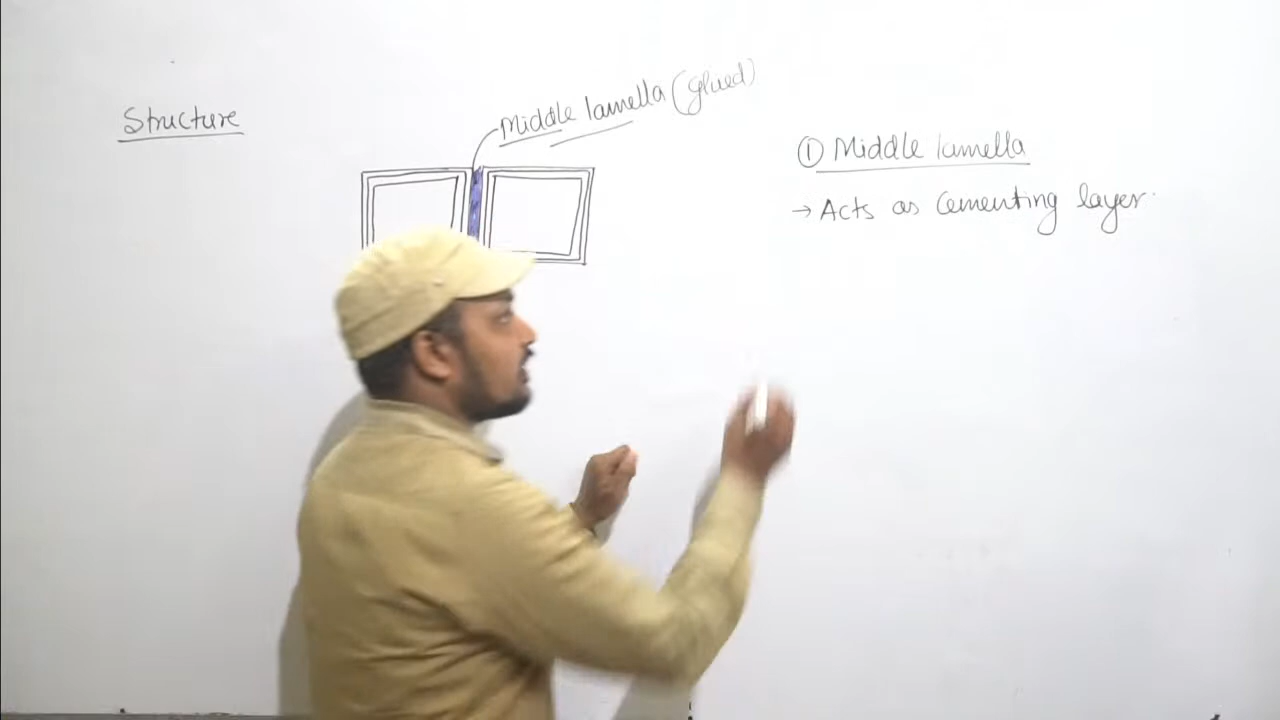 Structure
Middle lamella (glued)
① Middle lamella
→ Acts as cementing layer.